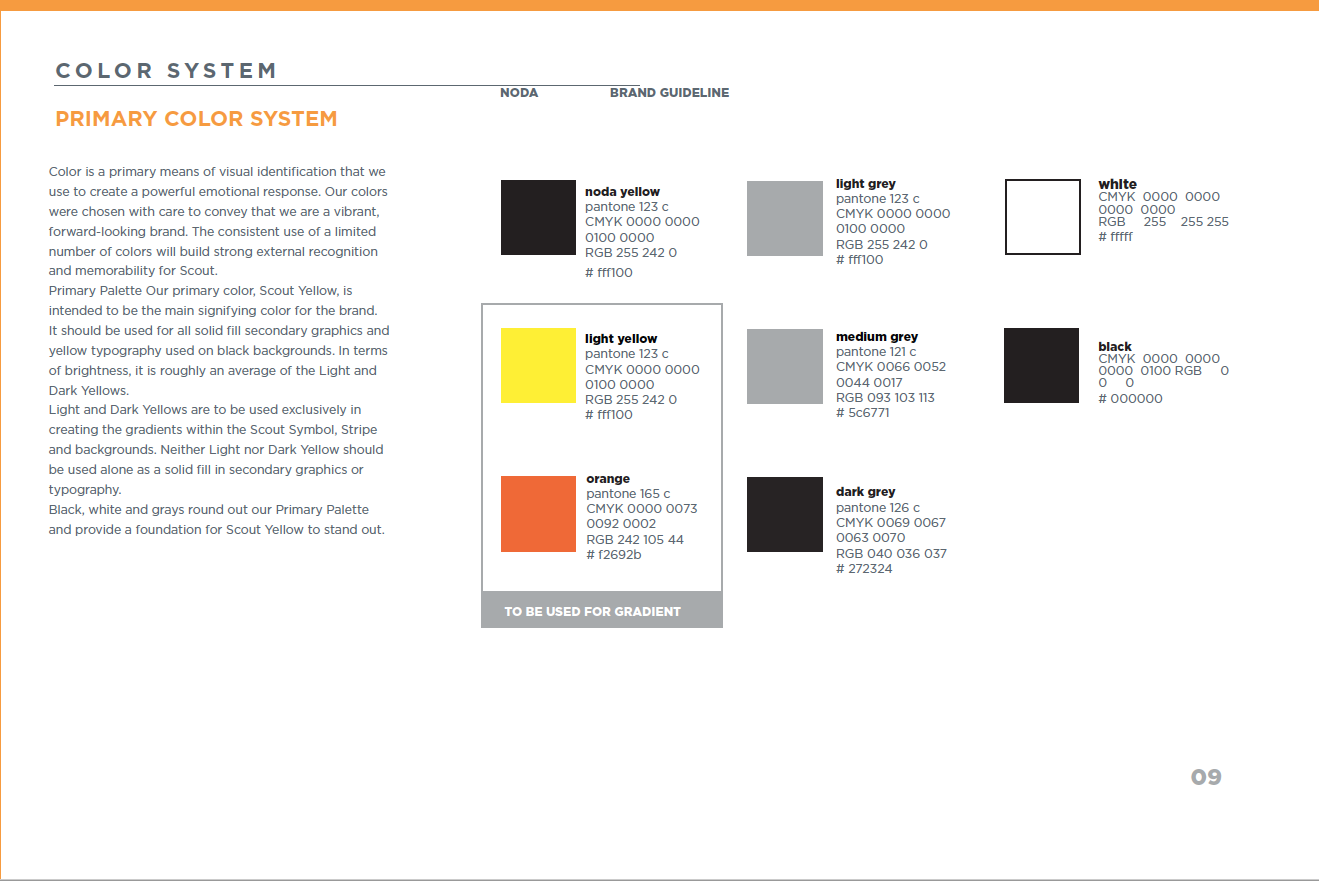 COLOR SYSTEM
NODA
BRAND GUIDELINE
PRIMARY COLOR SYSTEM
Color is a primary means of visual identification that we
use to create a powerful emotional response. Our colors
were chosen with care to convey that we are a vibrant,
forward-looking brand. The consistent use of a limited
number of colors will build strong external recognition
and memorability for Scout.
Primary Palette Our primary color, Scout Yellow, is
intended to be the main signifying color for the brand.
It should be used for all solid fill secondary graphics and
yellow typography used on black backgrounds. In terms
of brightness, it is roughly an average of the Light and
Dark Yellows.
Light and Dark Yellows are to be used exclusively in
creating the gradients within the Scout Symbol, Stripe
and backgrounds. Neither Light nor Dark Yellow should
be used alone as a solid fill in secondary graphics or
typography.
Black, white and grays round out our Primary Palette
and provide a foundation for Scout Yellow to stand out.
noda yellow
pantone 123 c
CMYK 0000 0000
0100 0000
RGB 255 242 0
# fff100
light yellow
pantone 123 c
CMYK 0000 0000
0100 0000
RGB 255 242 0
# fff100
orange
pantone 165 c
CMYK 0000 0073
0092 0002
RGB 242 105 44
# f2692b
TO BE USED FOR GRADIENT
light grey
pantone 123 c
CMYK 0000 0000
0100 0000
RGB 255 242 0
# fff100
medium grey
pantone 121 c
CMYK 0066 0052
0044 0017
RGB 093 103 113
# 5c6771
dark grey
pantone 126 c
CMYK 0069 0067
0063 0070
RGB 040 036 037
# 272324
white
CMYK 0000 0000
0000 0000
RGB 255 255 255
# fffff
black
CMYK 0000 0000
0000 0100 RGB 0
0 0
# 000000
09